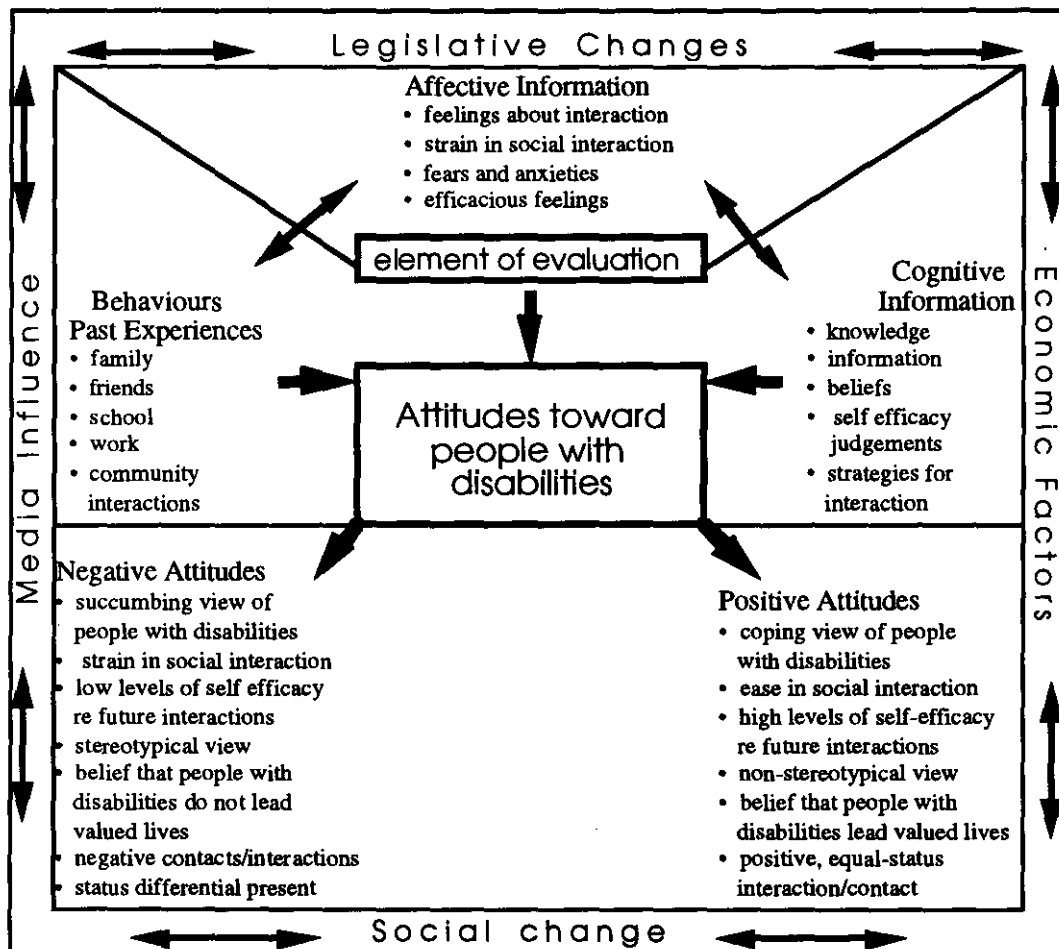 Legislative Changes
Affective Information
• feelings about interaction
• strain in social interaction
• fears and anxieties
• efficacious feelings
element of evaluation
Behaviours
Past Experiences
• family
• friends
• school
• work
• community
interactions
Cognitive
Information
• knowledge
• information
• beliefs
• self efficacy
judgements
• strategies for
interaction
Attitudes toward
people with
disabilities
Media Influence
Economic Factors
Negative Attitudes
• succumbing view of
people with disabilities
• strain in social interaction
• low levels of self efficacy
re future interactions
• stereotypical view
• belief that people with
disabilities do not lead
valued lives
• negative contacts/interactions
• status differential present
Positive Attitudes
• coping view of people
with disabilities
• ease in social interaction
• high levels of self-efficacy
re future interactions
• non-stereotypical view
• belief that people with
disabilities lead valued lives
• positive, equal-status
interaction/contact
Social change